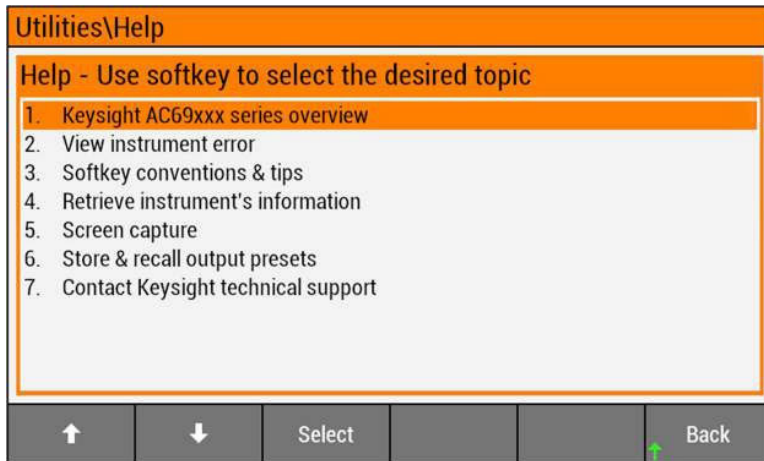 Utilities\Help
Help - Use softkey to select the desired topic
1. Keysight AC69xxx series overview
2. View instrument error
3. Softkey conventions & tips
4. Retrieve instrument's information
5. Screen capture
6. Store & recall output presets
7. Contact Keysight technical support
Select Back